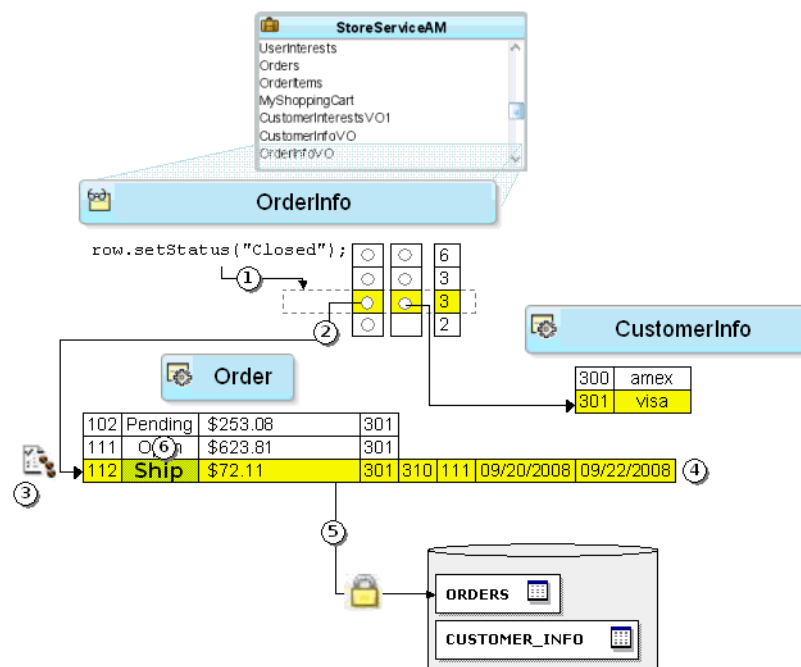 StoreServiceAM
UserInterests
Orders
OrderItems
MyShoppingCart
CustomerInterestsVO1
CustomerInfoVO
OrderInfoVO
OrderInfo
row.setStatus("Closed");
6
1
3
3
2
2
CustomerInfo
300 amex
301 visa
Order
102 Pending $253.08 301
111 $623.81 301
6
112 Ship $72.11 301 310 111 09/20/2008 09/22/2008
4
3
5
ORDERS
CUSTOMER_INFO